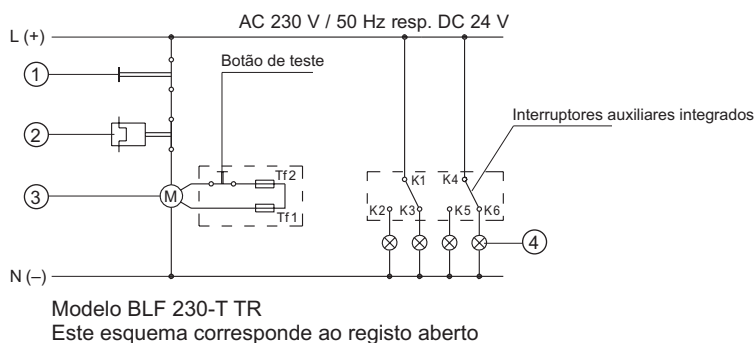 AC 230 V / 50 Hz resp. DC 24 V
L (+)
Botão de teste
1
Interruptores auxiliares integrados
2
Tf2
K1 K4
3
M
Tf1
K2 K3 K5 K6
4
N (–)
Modelo BLF 230-T TR
Este esquema corresponde ao registo aberto